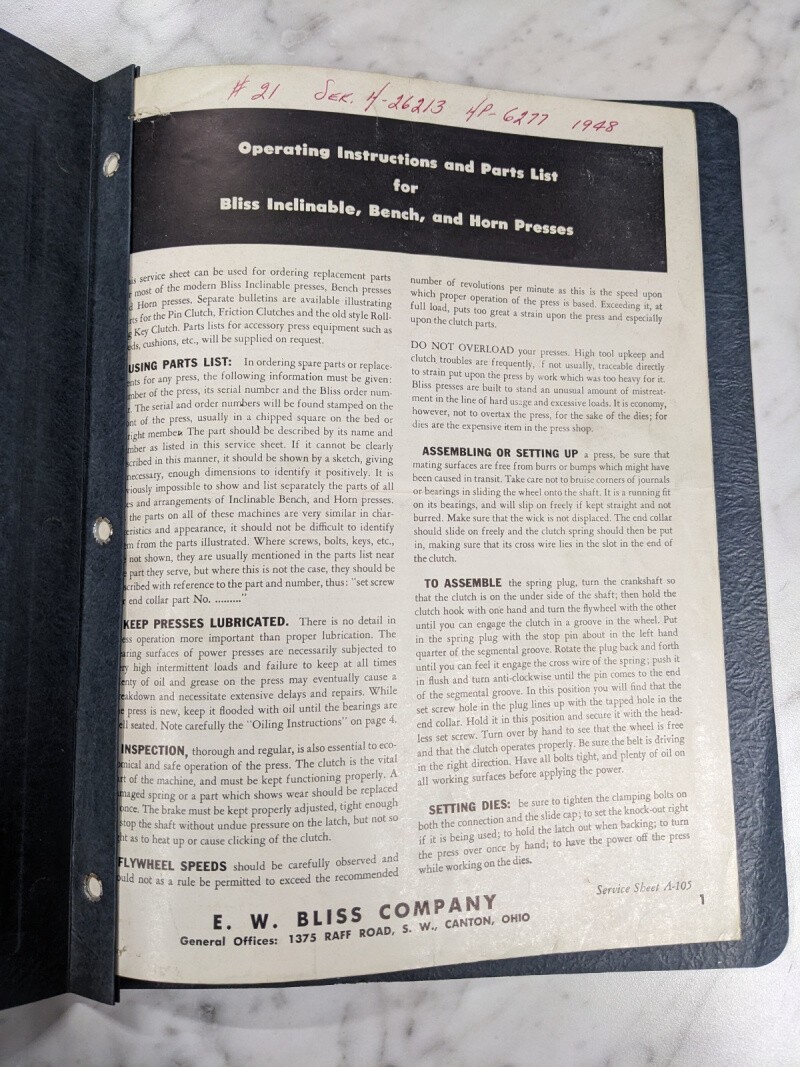 # 21 Ser. H-26213 HP-6277 1948
Operating Instructions and Parts List
for
Bliss Inclinable, Bench, and Horn Presses
service sheet can be used for ordering replacement parts
most of the modern Bliss Inclinable presses, Bench presses
Horn presses. Separate bulletins are available illustrating
for the Pin Clutch, Friction Clutches and the old style Roll-
Key Clutch. Parts lists for accessory press equipment such as
cushions, etc., will be supplied on request.
USING PARTS LIST: In ordering spare parts or replace-
for any press, the following information must be given:
of the press, its serial number and the Bliss order num-
The serial and order numbers will be found stamped on the
of the press, usually in a chipped square on the bed or
right member. The part should be described by its name and
as listed in this service sheet. If it cannot be clearly
in this manner, it should be shown by a sketch, giving
necessary, enough dimensions to identify it positively. It is
impossible to show and list separately the parts of all
and arrangements of Inclinable Bench, and Horn presses.
the parts on all of these machines are very similar in char-
and appearance, it should not be difficult to identify
from the parts illustrated. Where screws, bolts, keys, etc.,
not shown, they are usually mentioned in the parts list near
part they serve, but where this is not the case, they should be
with reference to the part and number, thus: "set screw
end collar part No. ........."
KEEP PRESSES LUBRICATED. There is no detail in
operation more important than proper lubrication. The
surfaces of power presses are necessarily subjected to
high intermittent loads and failure to keep at all times
of oil and grease on the press may eventually cause a
and necessitate extensive delays and repairs. While
press is new, keep it flooded with oil until the bearings are
seated. Note carefully the "Oiling Instructions" on page 4.
INSPECTION, thorough and regular, is also essential to eco-
and safe operation of the press. The clutch is the vital
of the machine, and must be kept functioning properly. A
spring or a part which shows wear should be replaced
once. The brake must be kept properly adjusted, tight enough
stop the shaft without undue pressure on the latch, but not so
as to heat up or cause clicking of the clutch.
FLYWHEEL SPEEDS should be carefully observed and
not as a rule be permitted to exceed the recommended
number of revolutions per minute as this is the speed upon
which proper operation of the press is based. Exceeding it, at
full load, puts too great a strain upon the press and especially
upon the clutch parts.
DO NOT OVERLOAD your presses. High tool upkeep and
clutch troubles are frequently, f not usually, traceable directly
to strain put upon the press by work which was too heavy for it.
Bliss presses are built to stand an unusual amount of mistreat-
ment in the line of hard usage and excessive loads. It is economy,
however, not to overtax the press, for the sake of the dies; for
dies are the expensive item in the press shop.
ASSEMBLING OR SETTING UP a press, be sure that
mating surfaces are free from burrs or bumps which might have
been caused in transit. Take care not to bruise corners of journals
or bearings in sliding the wheel onto the shaft. It is a running fit
on its bearings, and will slip on freely if kept straight and not
burred. Make sure that the wick is not displaced. The end collar
should slide on freely and the clutch spring should then be put
in, making sure that its cross wire lies in the slot in the end of
the clutch.
TO ASSEMBLE the spring plug, turn the crankshaft so
that the clutch is on the under side of the shaft; then hold the
clutch hook with one hand and turn the flywheel with the other
until you can engage the clutch in a groove in the wheel. Put
in the spring plug with the stop pin about in the left hand
quarter of the segmental groove. Rotate the plug back and forth
until you can feel it engage the cross wire of the spring; push it
in flush and turn anti-clockwise until the pin comes to the end
of the segmental groove. In this position you will find that the
set screw hole in the plug lines up with the tapped hole in the
end collar. Hold it in this position and secure it with the head-
less set screw. Turn over by hand to see that the wheel is free
and that the clutch operates properly. Be sure the belt is driving
in the right direction. Have all bolts tight, and plenty of oil on
all working surfaces before applying the power.
SETTING DIES: be sure to tighten the clamping bolts on
both the connection and the slide cap; to set the knock-out right
if it is being used; to hold the latch out when backing; to turn
the press over once by hand; to have the power off the press
while working on the dies.
Service Sheet A-105
1
E. W. BLISS COMPANY
General Offices: 1375 RAFF ROAD, S. W., CANTON, OHIO